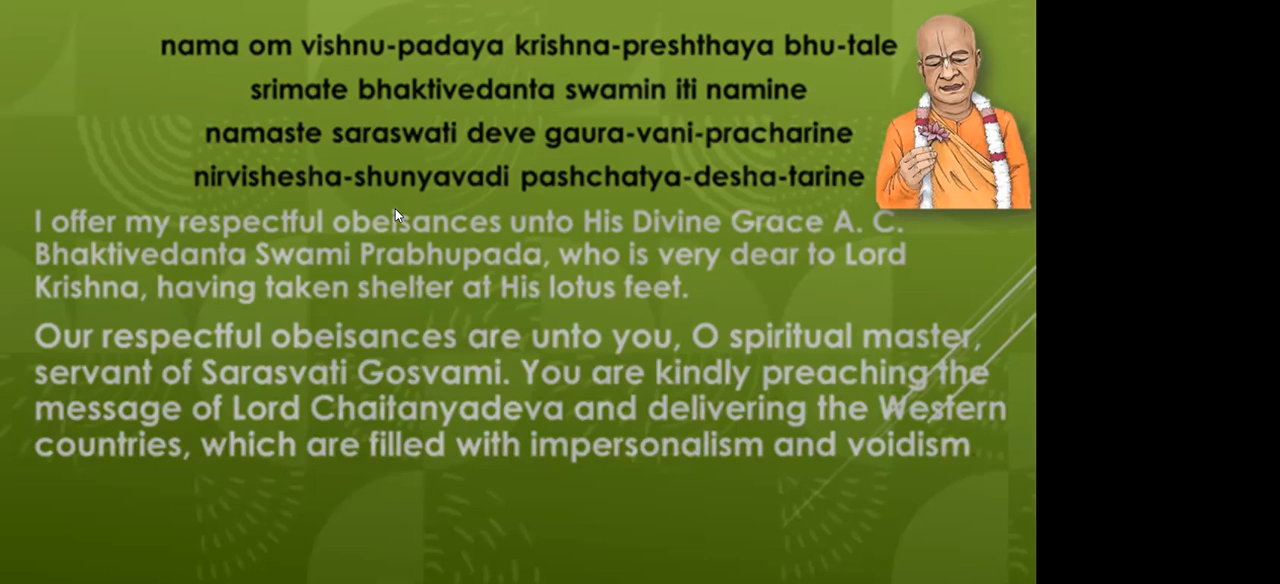 nama om vishnu-padaya krishna-preshthaya bhu-tale
srimate bhaktivedanta swamin iti namine
namaste saraswati deve gaura-vani-pracharine
nirvishesha-shunyavadi pashchatya-desha-tarine
I offer my respectful obeisances unto His Divine Grace A. C.
Bhaktivedanta Swami Prabhupada, who is very dear to Lord
Krishna, having taken shelter at His lotus feet.
Our respectful obeisances are unto you, O spiritual master,
servant of Sarasvati Gosvami. You are kindly preaching the
message of Lord Chaitanyadeva and delivering the Western
countries, which are filled with impersonalism and voidism